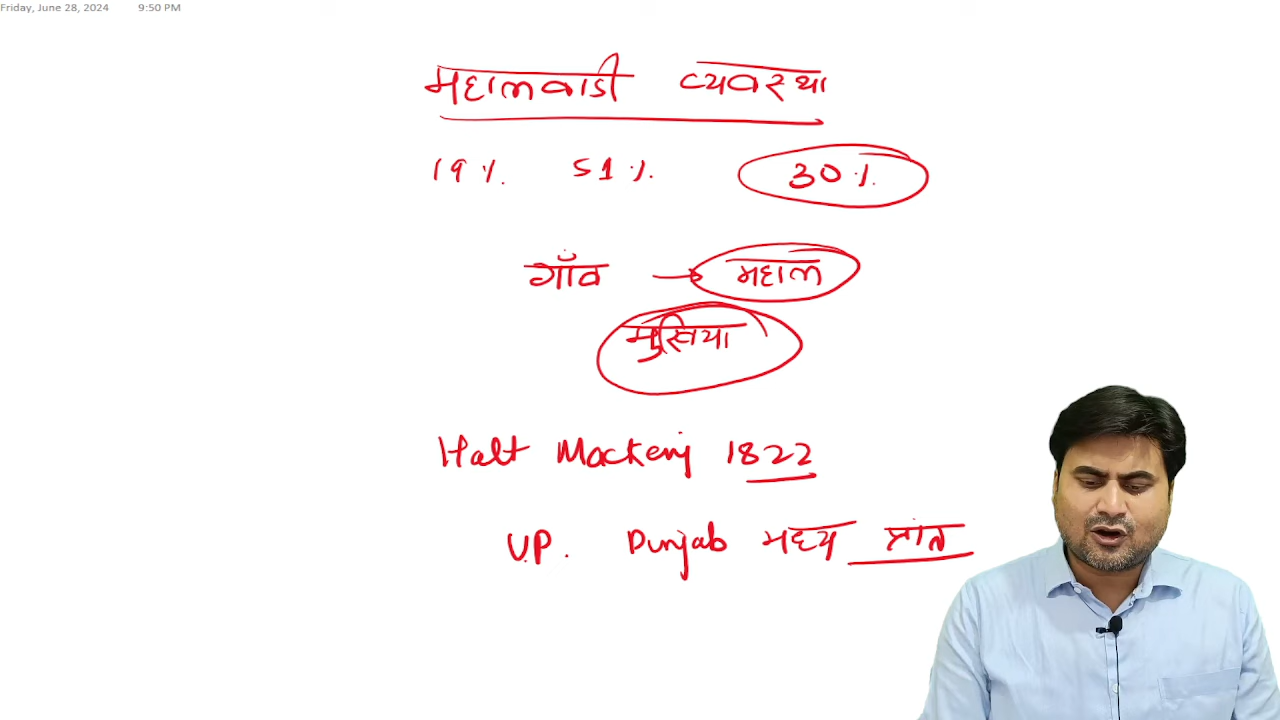 Friday, June 28, 2024 9:50 PM
महालवाडी व्यवस्था
19% 51% 30%
गाँव → महाल
मुखिया
Halt Mackenj 1822
U.P. Punjab मध्य प्रांत